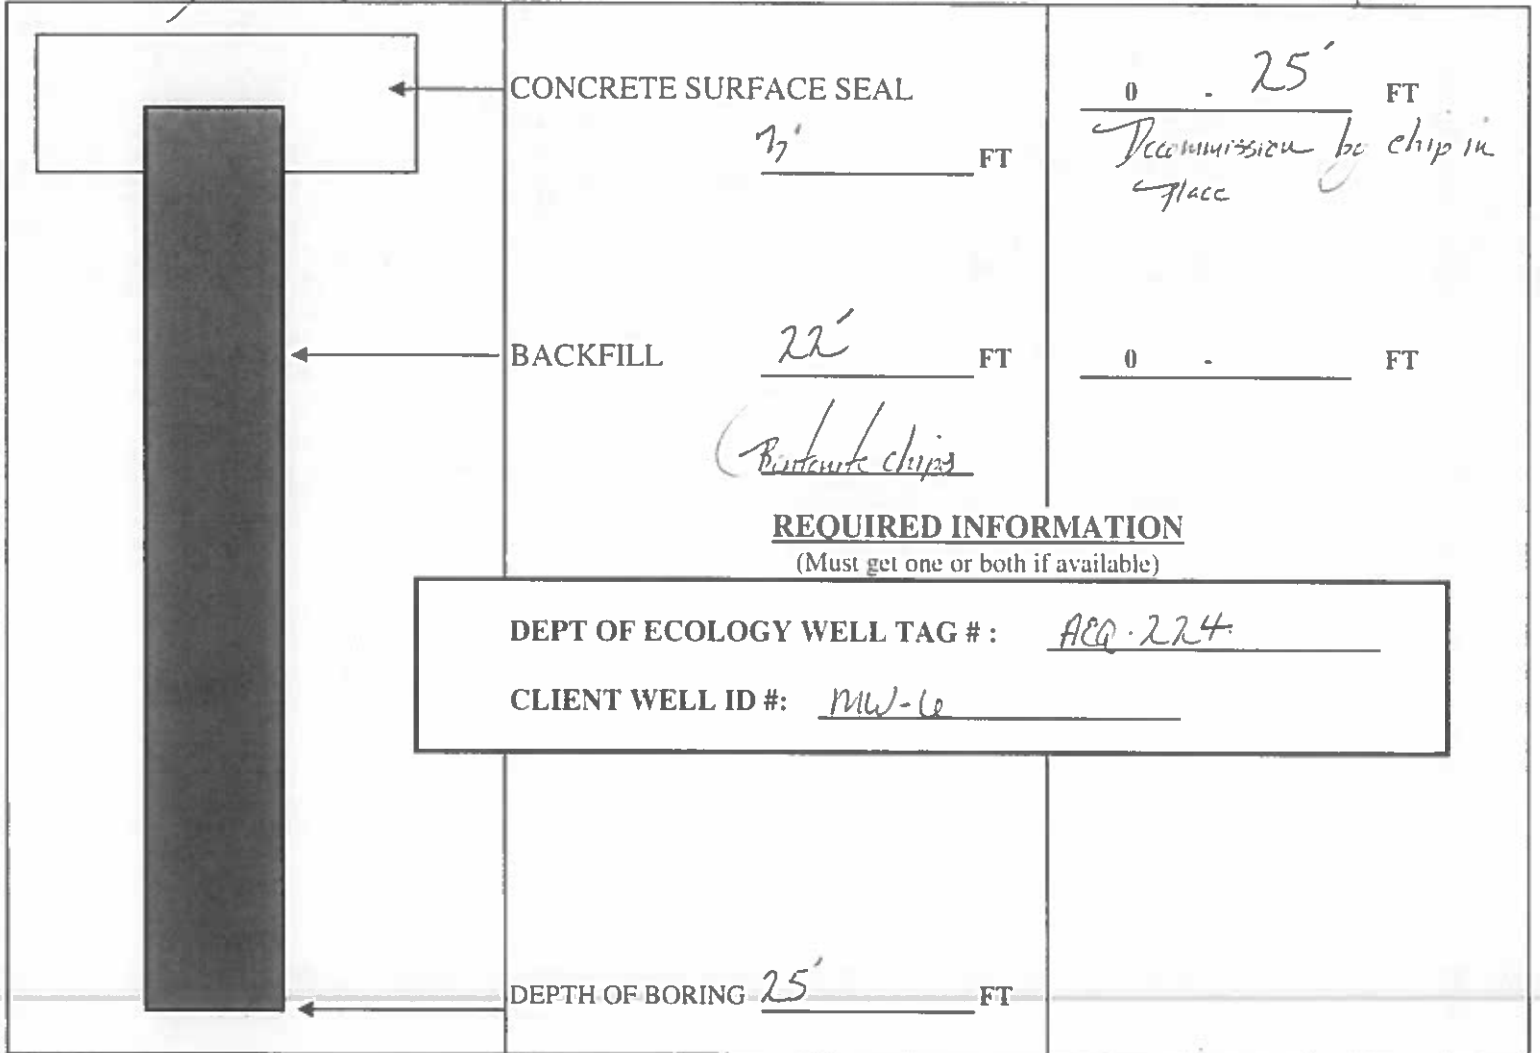 CONCRETE SURFACE SEAL
FT
0 - 25' FT
Decommission by chip in
place
BACKFILL 22' FT
0 - FT
(Bentonite chips
REQUIRED INFORMATION
(Must get one or both if available)
DEPT OF ECOLOGY WELL TAG # : AEQ-224
CLIENT WELL ID #: MW-6
DEPTH OF BORING 25' FT